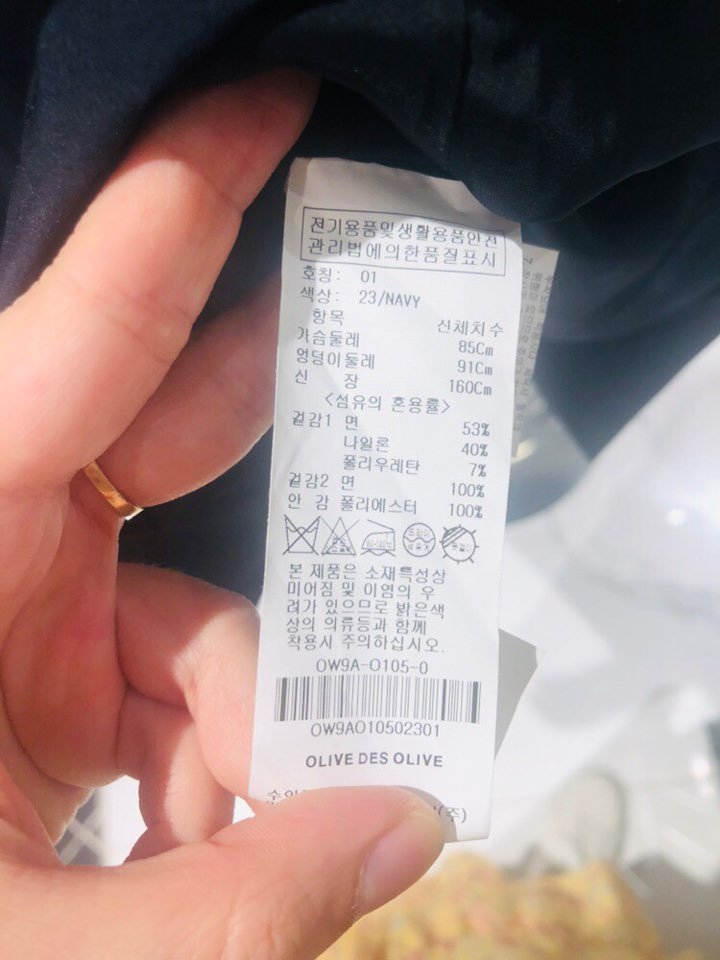 전기용품및생활용품안전
관리법에의한품질표시
호칭: 01
색상: 23/NAVY
항목 신체치수
가슴둘레 85Cm
엉덩이둘레 91Cm
신 장 160Cm
<섬유의 혼용률>
겉감1 면 53%
나일론 40%
폴리우레탄 7%
겉감2 면 100%
안 감 폴리에스터 100%
본 제품은 소재특성상
미어짐 및 이염의 우
려가 있으므로 밝은색
상의 의류등과 함께
착용시 주의하십시오.
OW9A-O105-0
OW9AO10502301
OLIVE DES OLIVE
(주)